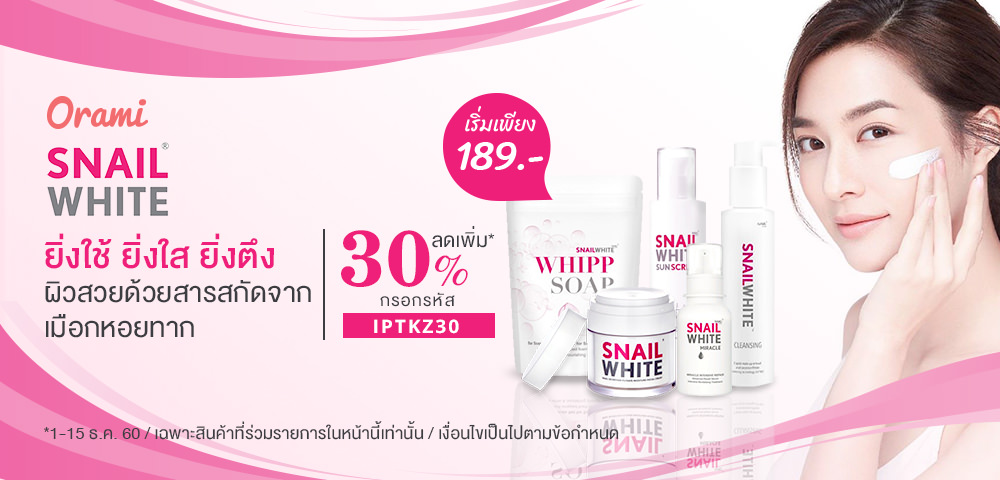 Orami
SNAIL®
WHITE
ยิ่งใช้ ยิ่งใส ยิ่งตึง
ผิวสวยด้วยสารสกัดจาก
เมือกหอยทาก
30%
ลดเพิ่ม*
กรอกรหัส
IPTKZ30
เริ่มเพียง
189.-
SNAILWHITE
WHIPP
SOAP
SNAIL
WHITE
SUNSCRE
SNAIL
WHITE
SNAIL
WHITE
MIRACLE
SNAILWHITE
CLEANSING
*1-15 ธ.ค. 60 / เฉพาะสินค้าที่ร่วมรายการในหน้านี้เท่านั้น / เงื่อนไขเป็นไปตามข้อกำหนด